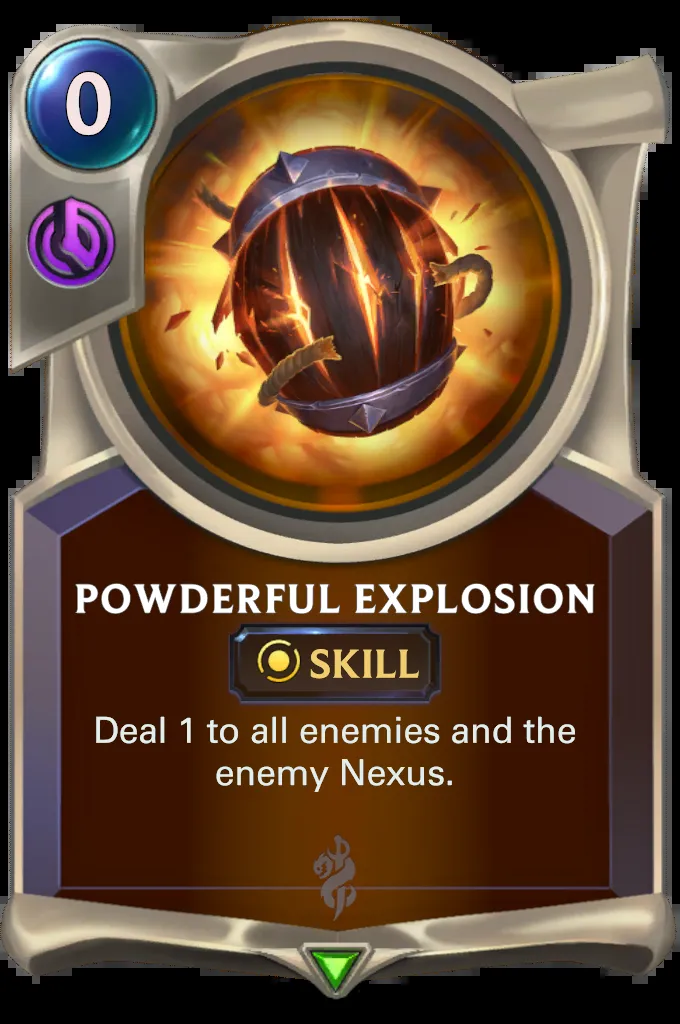 0
POWDERFUL EXPLOSION
SKILL
Deal 1 to all enemies and the
enemy Nexus.